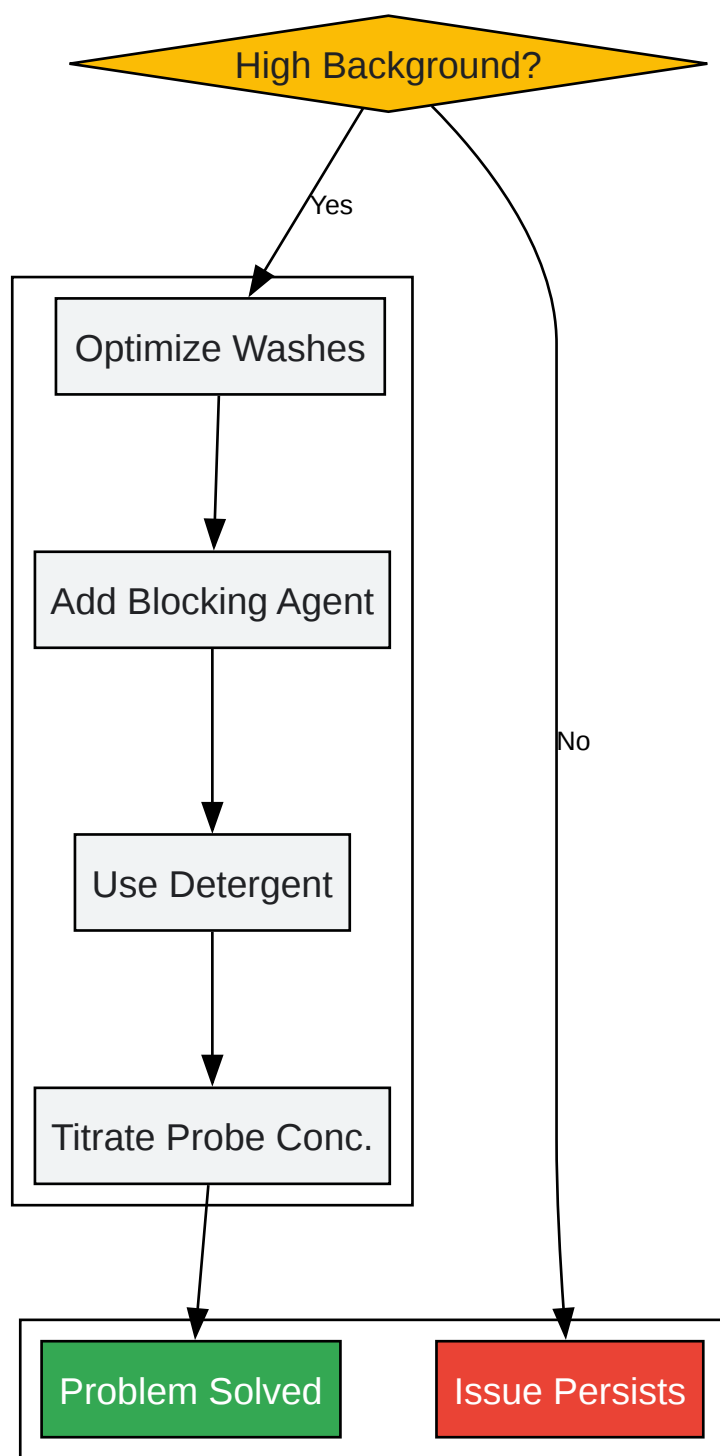 High Background?
Yes
Optimize Washes
Add Blocking Agent
No
Use Detergent
Titrate Probe Conc.
Problem Solved
Issue Persists